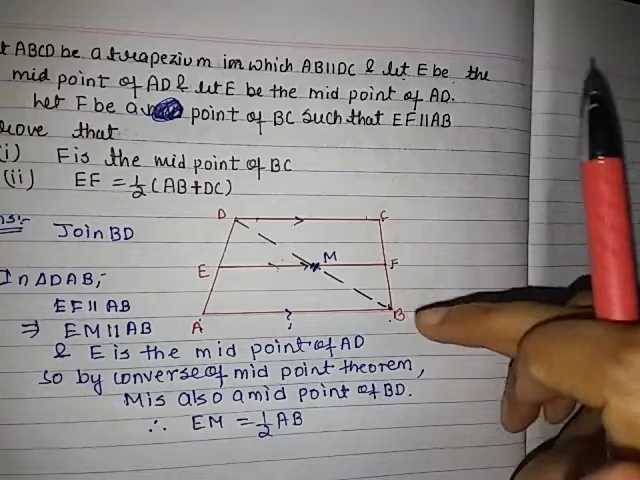 t ABCD be a trapezium in which AB||DC & let E be the
mid point of AD & let E be the mid point of AD.
Let F be a point of BC such that EF||AB
rove that
(i) F is the mid point of BC
(ii) EF = ½ (AB+DC)
ns:- Join BD
D C
E M F
A B
In ΔDAB,-
EF || AB
⇒ EM || AB
& E is the mid point of AD
so by converse of mid point theorem,
M is also a mid point of BD.
∴ EM = ½ AB